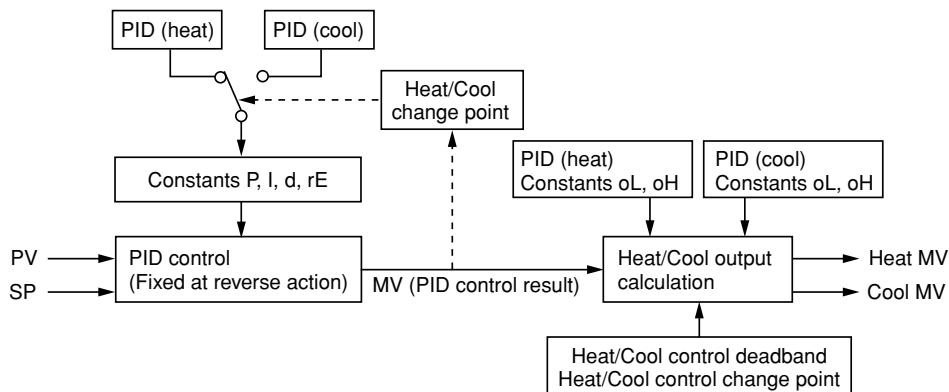 PID (heat)
PID (cool)
Heat/Cool
change point
PID (heat)
Constants oL, oH
PID (cool)
Constants oL, oH
Constants P, I, d, rE
PV
SP
PID control
(Fixed at reverse action)
MV (PID control result)
Heat/Cool output
calculation
Heat MV
Cool MV
Heat/Cool control deadband
Heat/Cool control change point